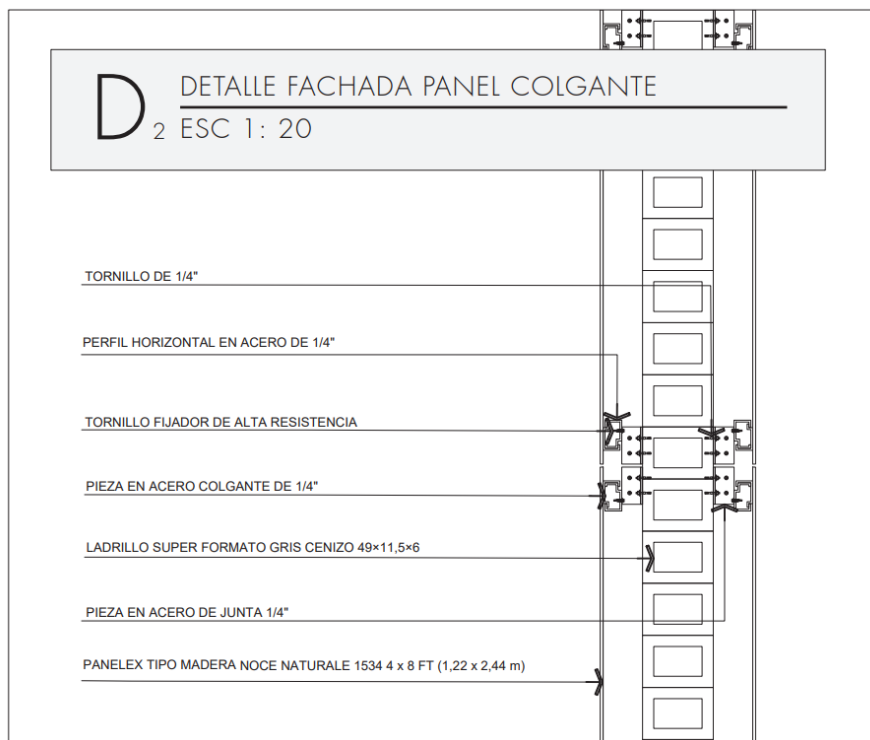 D2 DETALLE FACHADA PANEL COLGANTE
ESC 1: 20
TORNILLO DE 1/4"
PERFIL HORIZONTAL EN ACERO DE 1/4"
TORNILLO FIJADOR DE ALTA RESISTENCIA
PIEZA EN ACERO COLGANTE DE 1/4"
LADRILLO SUPER FORMATO GRIS CENIZO 49×11,5×6
PIEZA EN ACERO DE JUNTA 1/4"
PANELEX TIPO MADERA NOCE NATURALE 1534 4 x 8 FT (1,22 x 2,44 m)